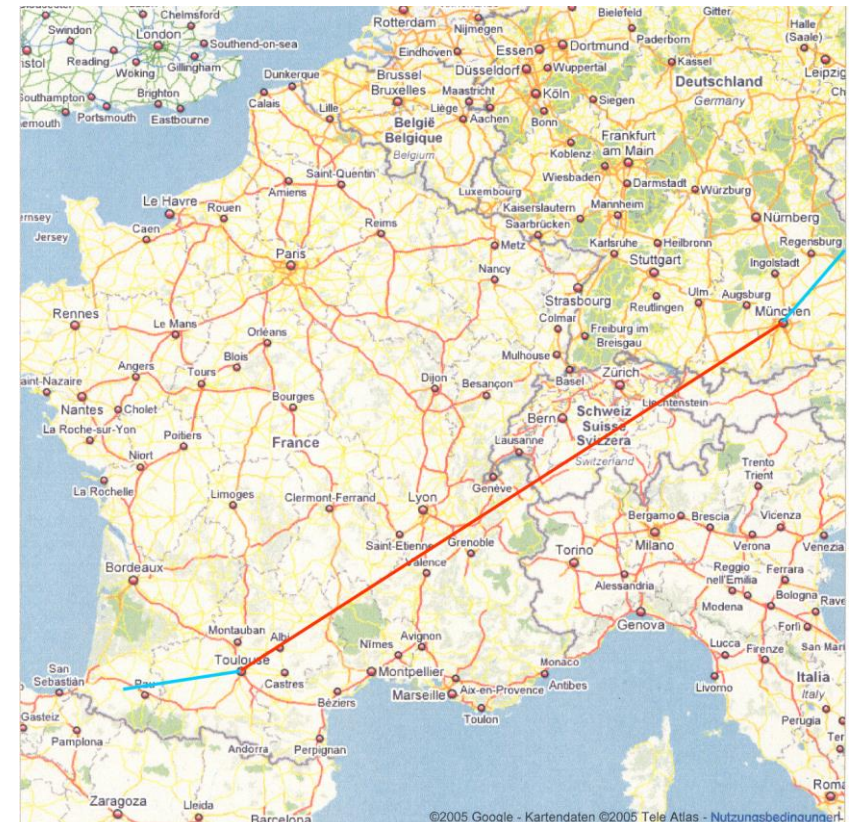 Swindon
Chelmsford
London
Southend-on-sea
Reading
Woking
Gillingham
Southampton
Brighton
Portsmouth
Eastbourne
Rotterdam
Nijmegen
Bielefeld
Gitter
Halle
(Saale)
Eindhoven
Essen
Dortmund
Paderborn
Dunkerque
Brussel
Bruxelles
Düsseldorf
Wuppertal
Kassel
Leipzig
Maastricht
Deutschland
Germany
Calais
Lille
Liège
Köln
Siegen
België
Belgique
Belgium
Aachen
Bonn
Frankfurt
am Main
Koblenz
Saint-Quentin
Amiens
Wiesbaden
Darmstadt
Würzburg
Luxembourg
Le Havre
Rouen
Kaiserslautern
Mannheim
Nürnberg
Jersey
Caen
Reims
Saarbrücken
Metz
Karlsruhe
Heilbronn
Regensburg
Paris
Nancy
Stuttgart
Ingolstadt
Strasbourg
Reutlingen
Ulm
Augsburg
München
Rennes
Le Mans
Orléans
Colmar
Freiburg im
Breisgau
Blois
Mulhouse
Angers
Tours
Dijon
Besançon
Basel
Zürich
Nantes
Cholet
Bourges
Liechtenstein
La Roche-sur-Yon
Poitiers
France
Bern
Schweiz
Suisse
Svizzera
Switzerland
Lausanne
Niort
Trento
Trient
La Rochelle
Limoges
Clermont-Ferrand
Lyon
Genève
Bergamo
Brescia
Vicenza
Saint-Etienne
Grenoble
Torino
Milano
Verona
Venezia
Bordeaux
Valence
Alessandria
Reggio
nell'Emilia
Ferrara
Modena
Bologna
Montauban
Albi
Nîmes
Avignon
Genova
Forlì
Toulouse
Lucca
Firenze
San Mari
San
Sebastián
Pau
Castres
Montpellier
Monaco
Béziers
Marseille
Aix-en-Provence
Antibes
Livorno
Italia
Italy
Toulon
Perugia
Gasteiz
Pamplona
Andorra
Perpignan
Zaragoza
Lleida
Barcelona
Roma
©2005 Google - Kartendaten ©2005 Tele Atlas - Nutzungsbedingungen